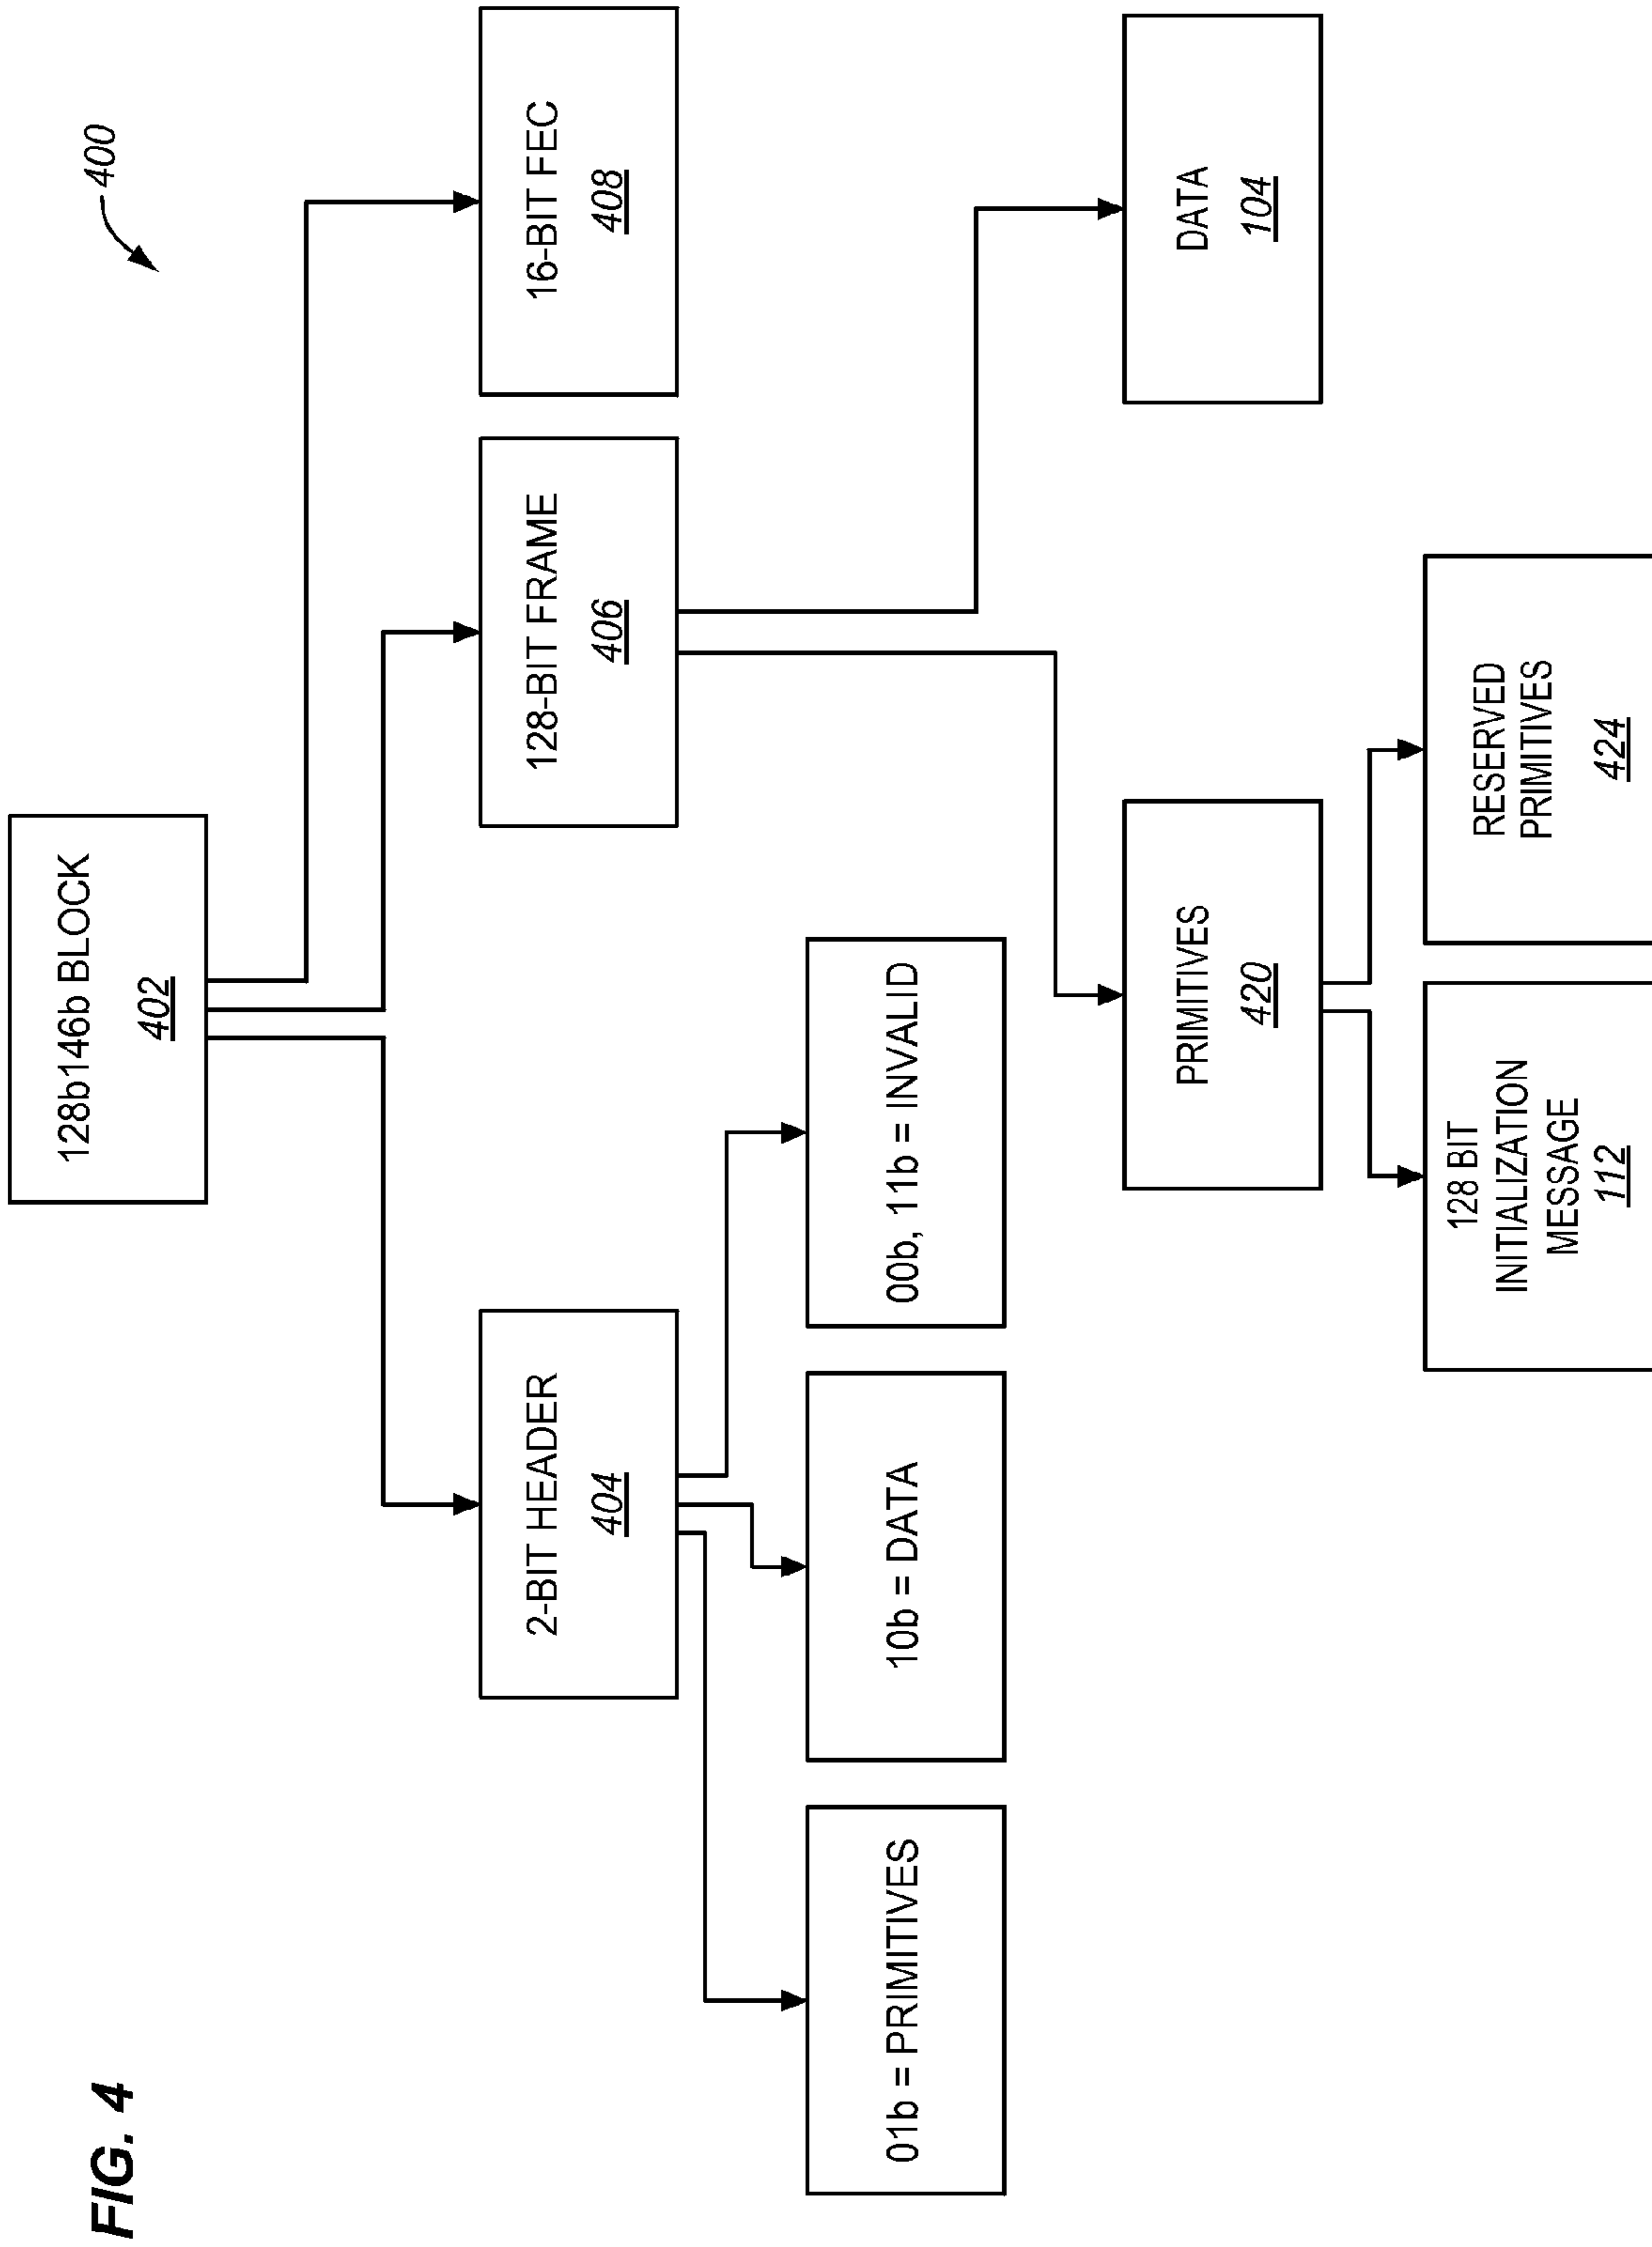 FIG. 4
400
128b146b BLOCK
402
2-BIT HEADER
404
128-BIT FRAME
406
16-BIT FEC
408
01b = PRIMITIVES
10b = DATA
00b, 11b = INVALID
PRIMITIVES
420
DATA
104
128 BIT
INITIALIZATION
MESSAGE
112
RESERVED
PRIMITIVES
424